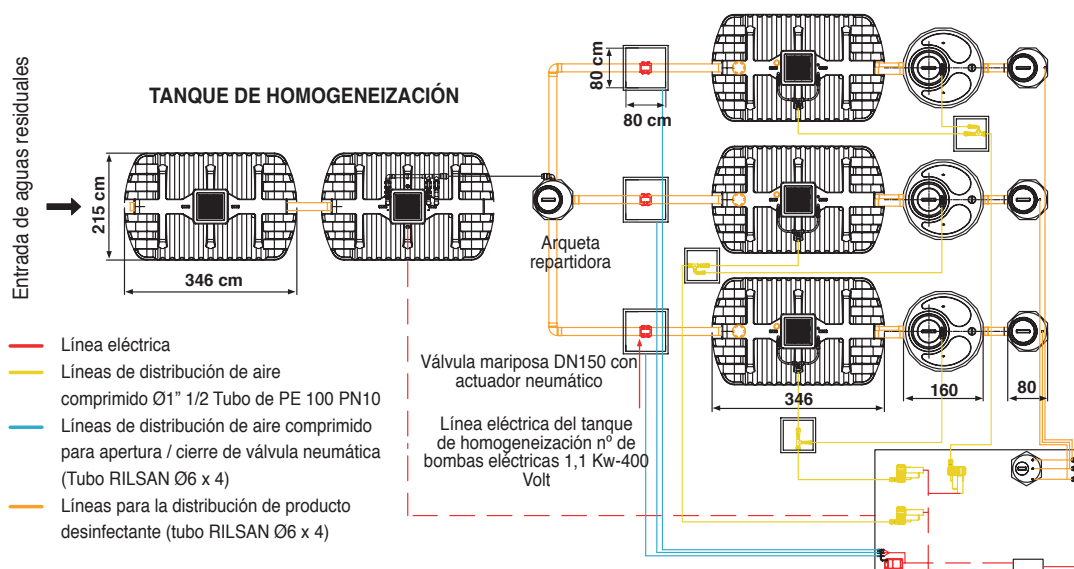 Entrada de aguas residuales
TANQUE DE HOMOGENEIZACIÓN
215 cm
346 cm
80 cm
80 cm
Arqueta
repartidora
Válvula mariposa DN150 con
actuador neumático
Línea eléctrica del tanque
de homogeneización nº de
bombas eléctricas 1,1 Kw-400
Volt
346
160
80
Línea eléctrica
Líneas de distribución de aire
comprimido Ø1" 1/2 Tubo de PE 100 PN10
Líneas de distribución de aire comprimido
para apertura / cierre de válvula neumática
(Tubo RILSAN Ø6 x 4)
Líneas para la distribución de producto
desinfectante (tubo RILSAN Ø6 x 4)